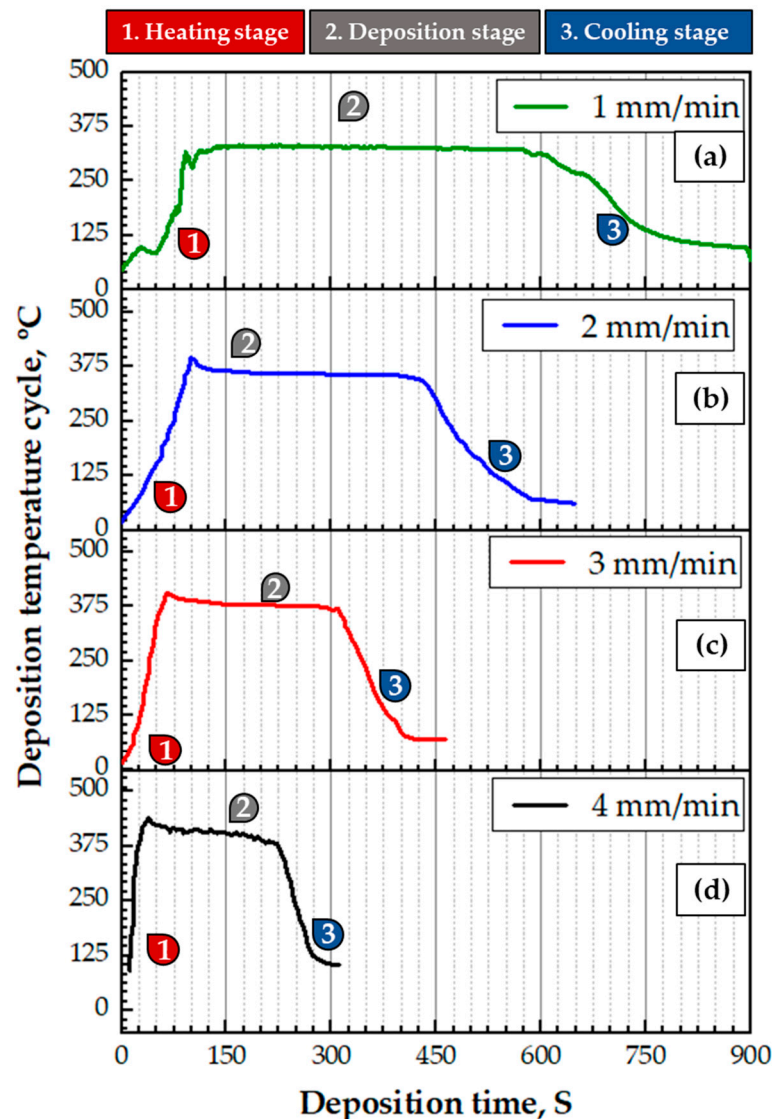 1. Heating stage 2. Deposition stage 3. Cooling stage
Deposition temperature cycle, ºC
500
375
250
125
0
1 mm/min
(a)
1
2
3
500
375
250
125
0
2 mm/min
(b)
1
2
3
500
375
250
125
0
3 mm/min
(c)
1
2
3
500
375
250
125
0
4 mm/min
(d)
1
2
3
0 150 300 450 600 750 900
Deposition time, S